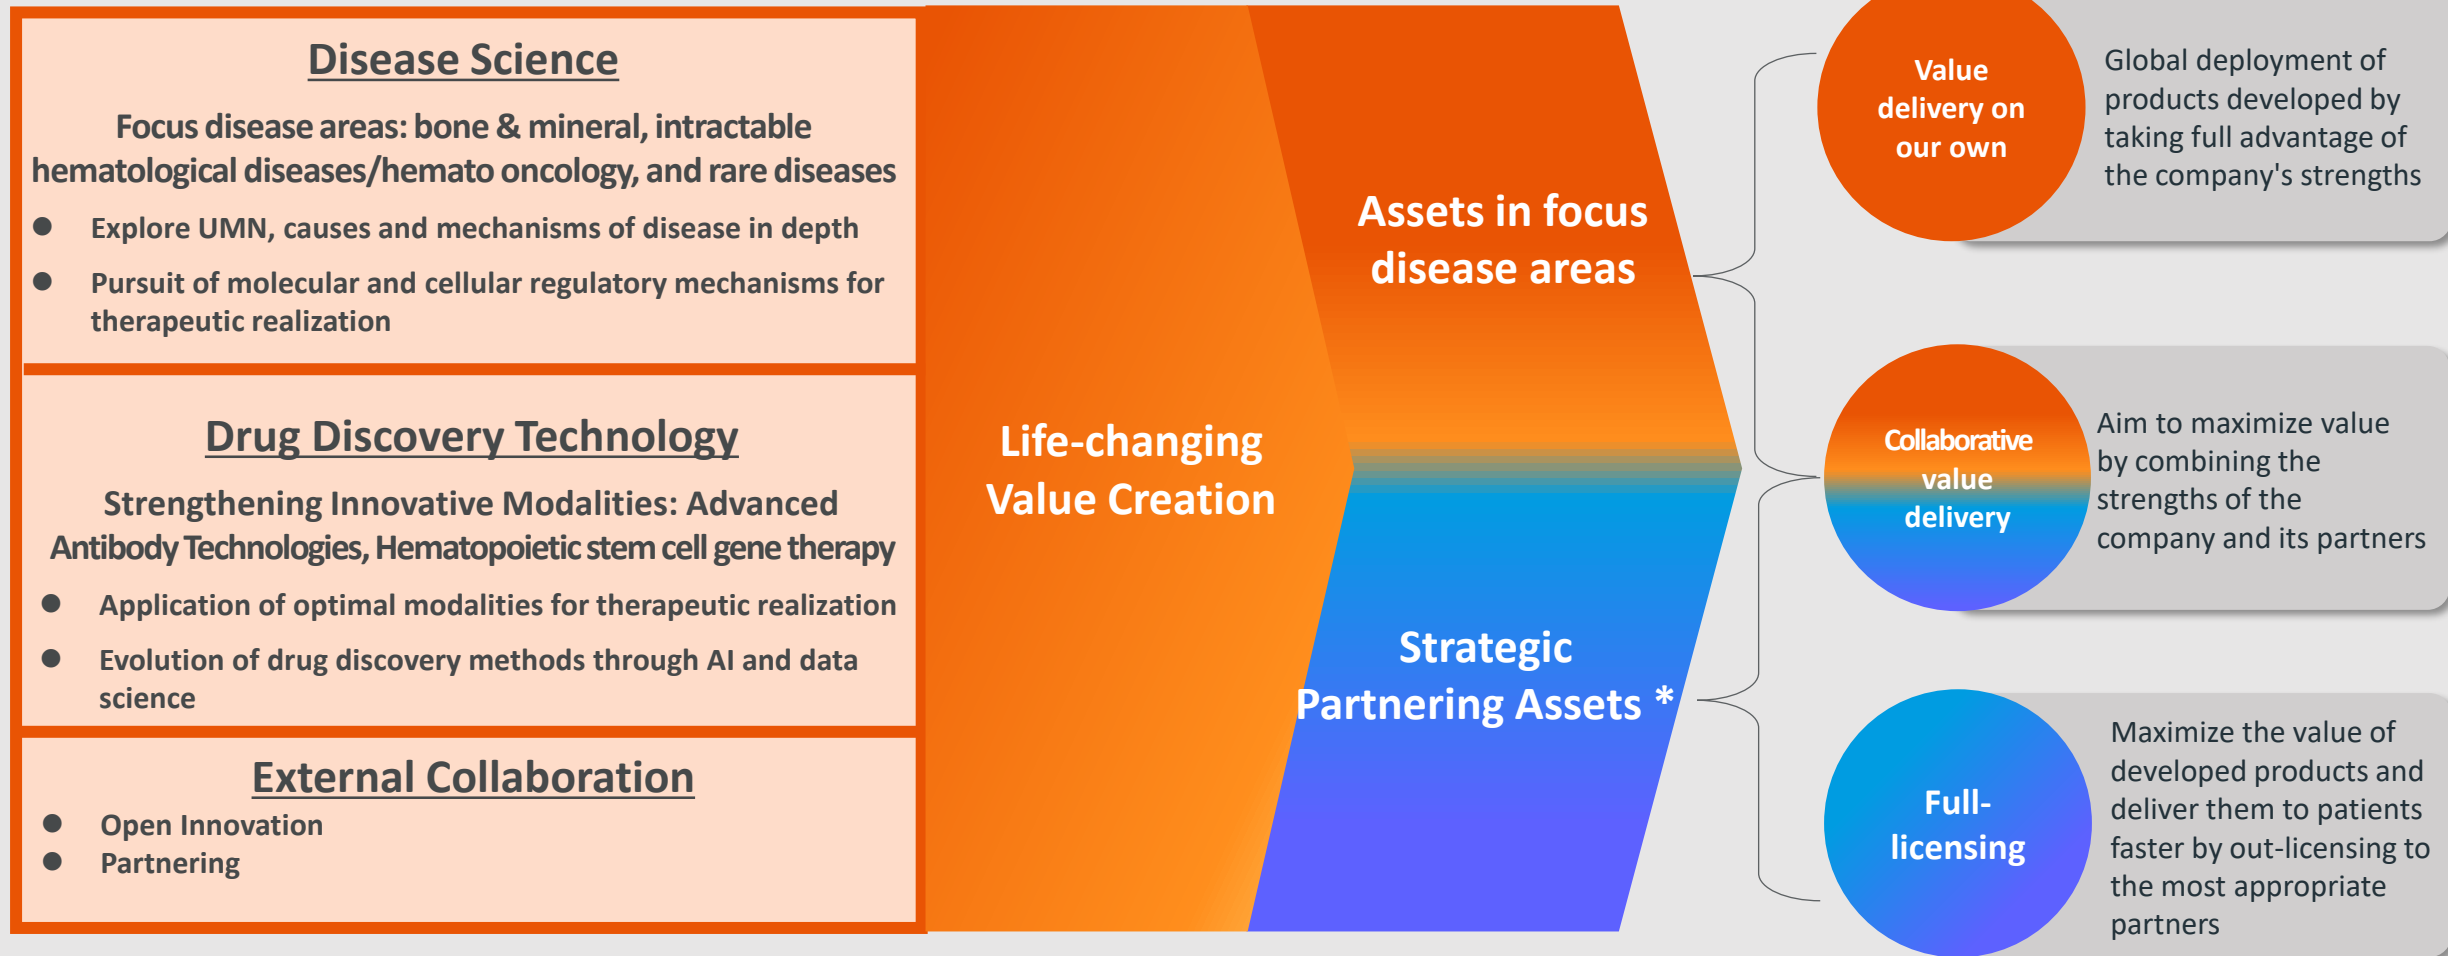 Disease Science
Focus disease areas: bone & mineral, intractable
hematological diseases/hemato oncology, and rare diseases
● Explore UMN, causes and mechanisms of disease in depth
● Pursuit of molecular and cellular regulatory mechanisms for
therapeutic realization
Drug Discovery Technology
Strengthening Innovative Modalities: Advanced
Antibody Technologies, Hematopoietic stem cell gene therapy
● Application of optimal modalities for therapeutic realization
● Evolution of drug discovery methods through AI and data
science
External Collaboration
● Open Innovation
● Partnering
Life-changing
Value Creation
Assets in focus
disease areas
Strategic
Partnering Assets *
Value
delivery on
our own
Global deployment of
products developed by
taking full advantage of
the company's strengths
Collaborative
value
delivery
Aim to maximize value
by combining the
strengths of the
company and its partners
Full-
licensing
Maximize the value of
developed products and
deliver them to patients
faster by out-licensing to
the most appropriate
partners